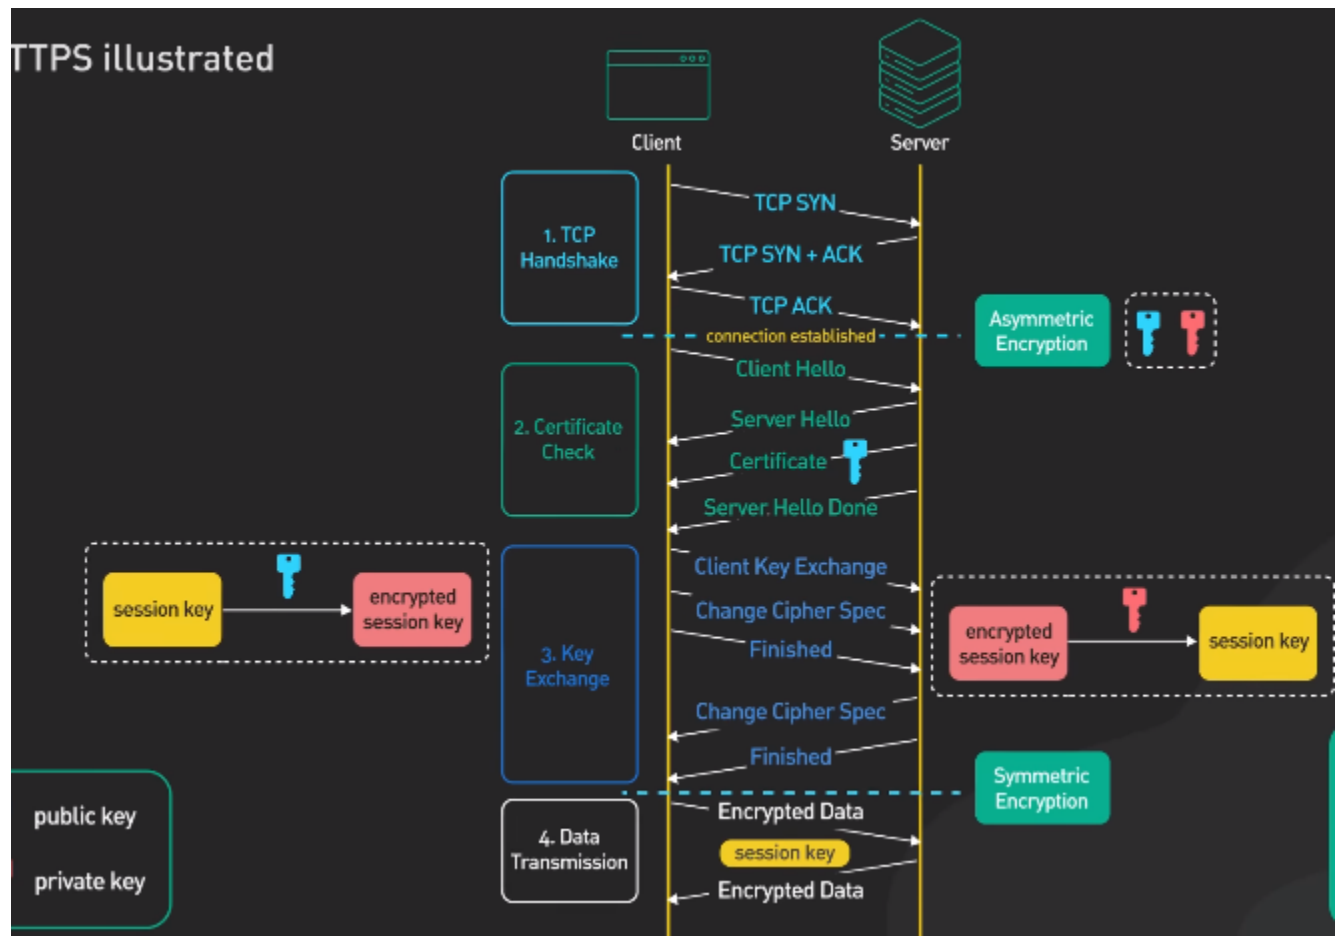 TTPS illustrated
Client
Server
1. TCP
Handshake
TCP SYN
TCP SYN + ACK
TCP ACK
connection established
Asymmetric
Encryption
2. Certificate
Check
Client Hello
Server Hello
Certificate
Server Hello Done
session key
encrypted
session key
3. Key
Exchange
Client Key Exchange
Change Cipher Spec
Finished
Change Cipher Spec
Finished
encrypted
session key
session key
Symmetric
Encryption
public key
private key
4. Data
Transmission
Encrypted Data
session key
Encrypted Data